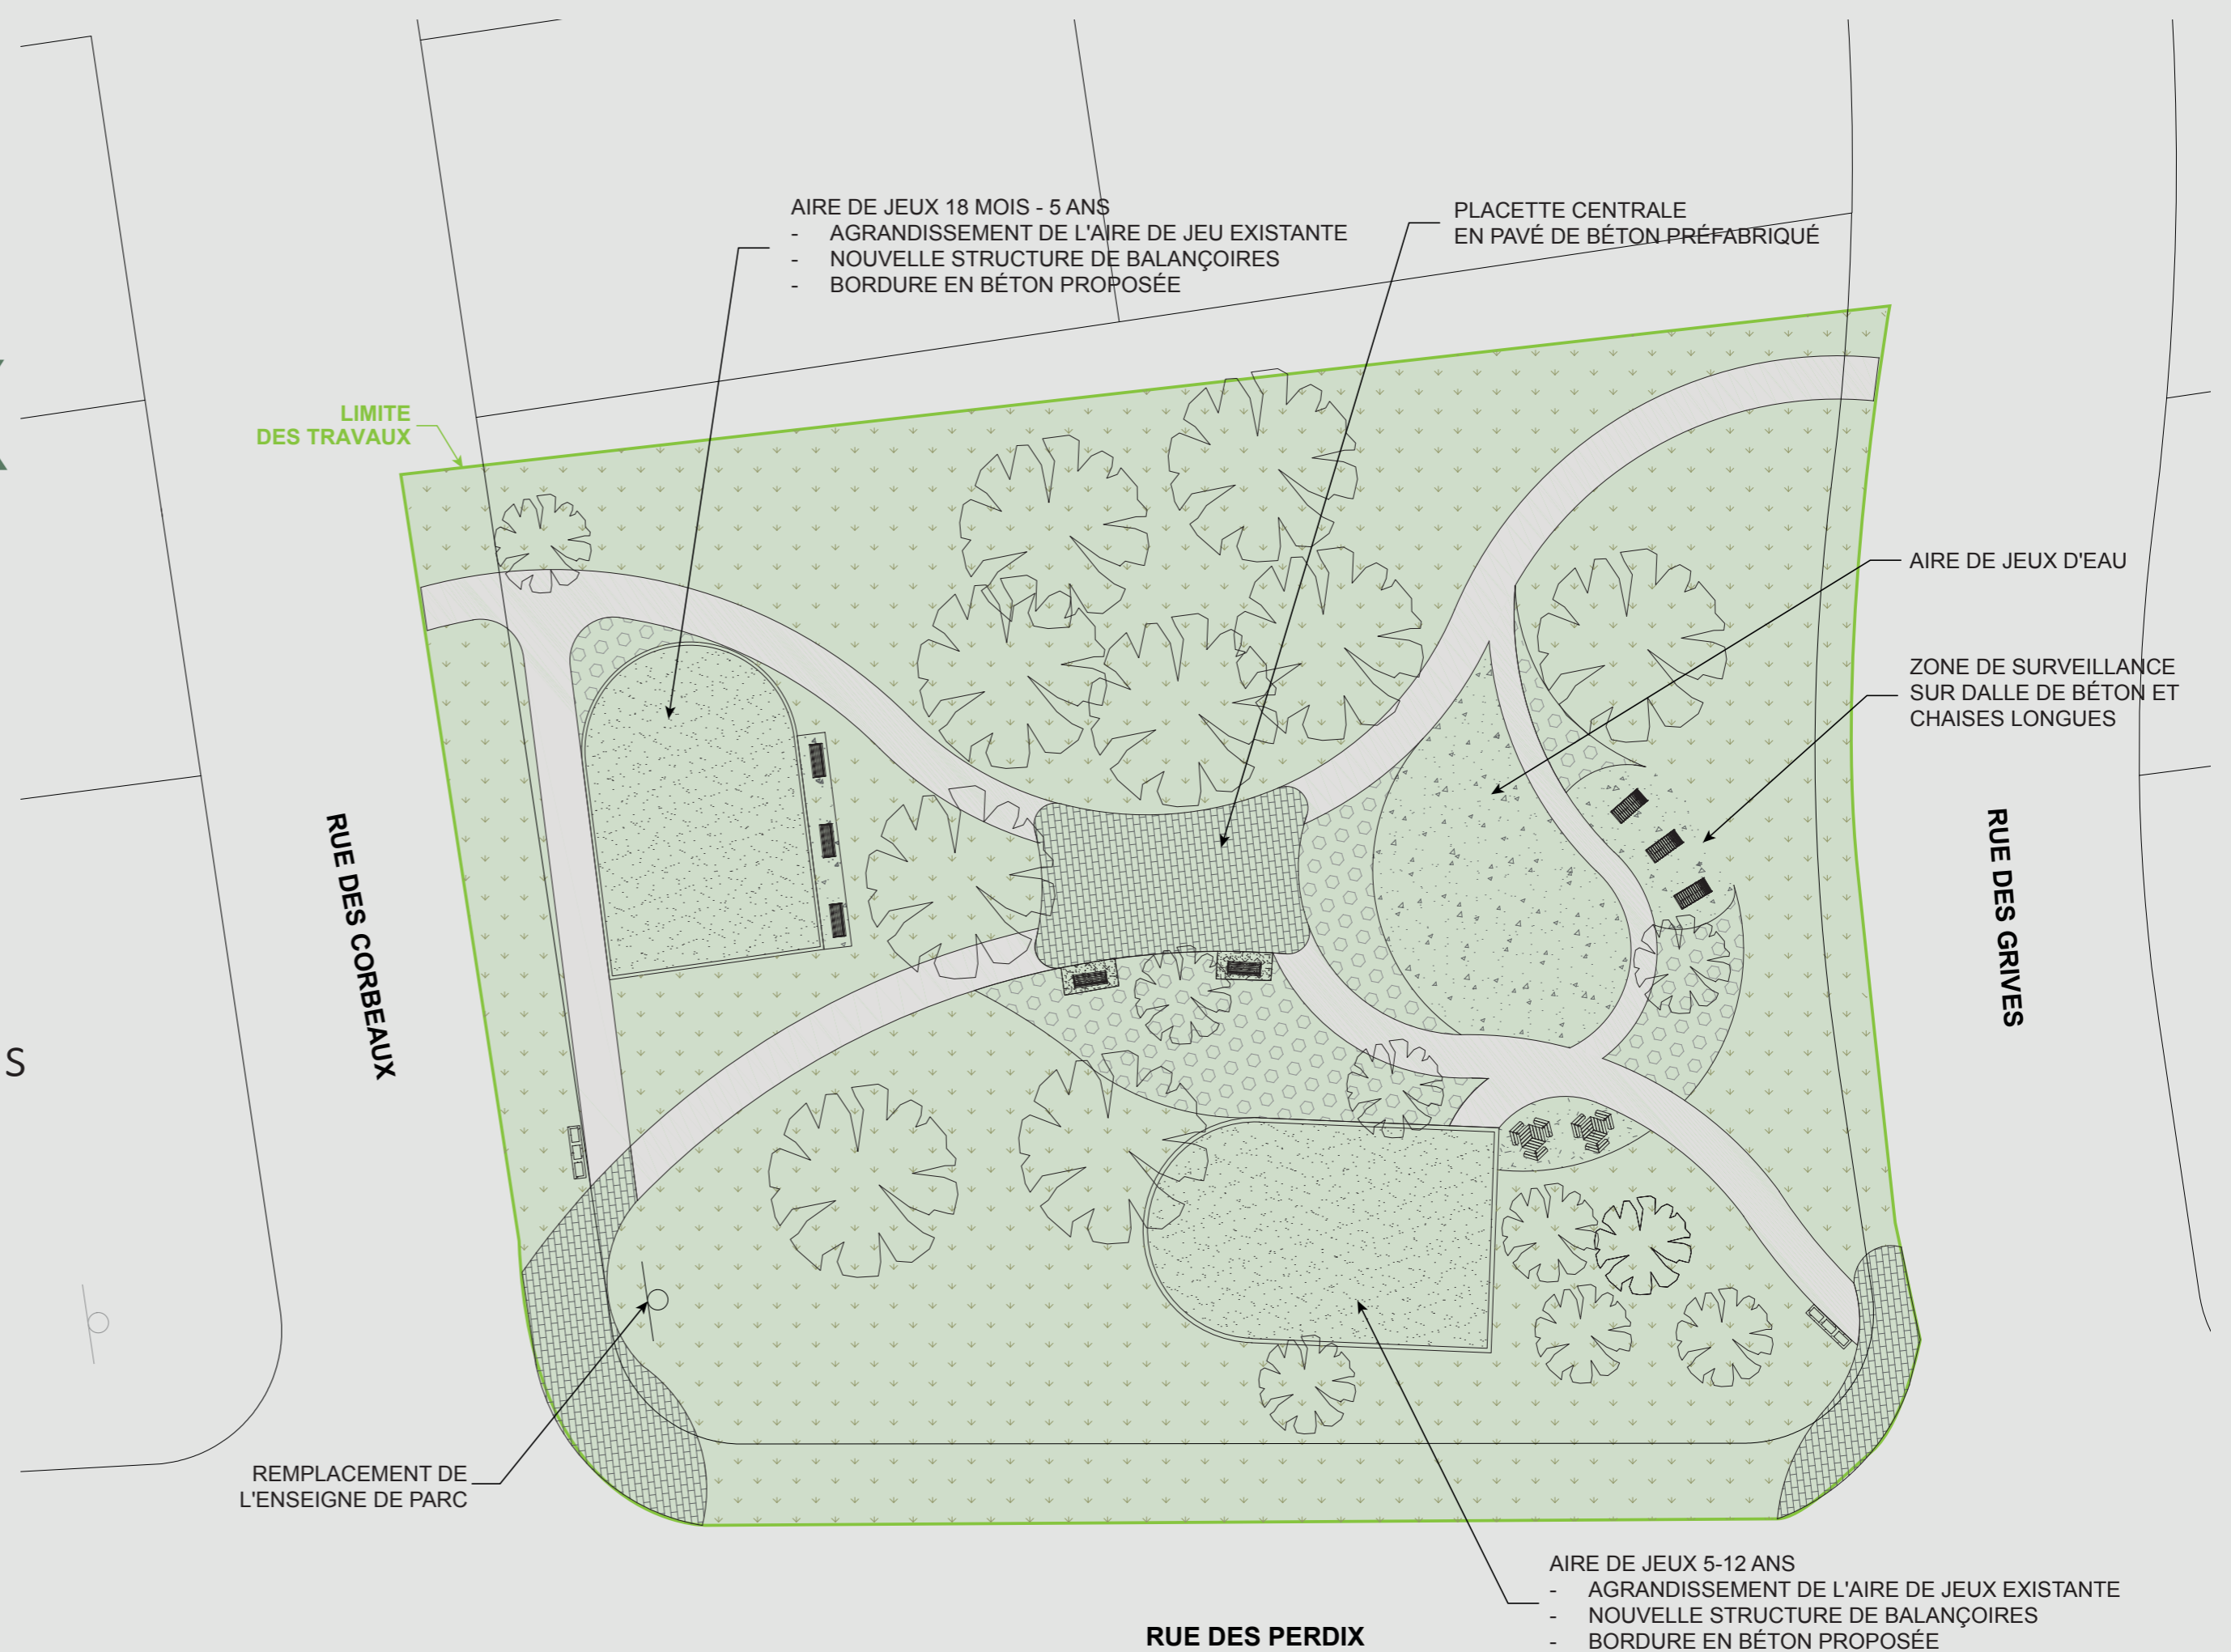 AIRE DE JEUX 18 MOIS - 5 ANS
- AGRANDISSEMENT DE L'AIRE DE JEU EXISTANTE
- NOUVELLE STRUCTURE DE BALANÇOIRES
- BORDURE EN BÉTON PROPOSÉE
PLACETTE CENTRALE
EN PAVÉ DE BÉTON PRÉFABRIQUÉ
LIMITE
DES TRAVAUX
AIRE DE JEUX D'EAU
ZONE DE SURVEILLANCE
SUR DALLE DE BÉTON ET
CHAISES LONGUES
RUE DES CORBEAUX
RUE DES GRIVES
S
REMPLACEMENT DE
L'ENSEIGNE DE PARC
AIRE DE JEUX 5-12 ANS
- AGRANDISSEMENT DE L'AIRE DE JEUX EXISTANTE
- NOUVELLE STRUCTURE DE BALANÇOIRES
- BORDURE EN BÉTON PROPOSÉE
RUE DES PERDIX